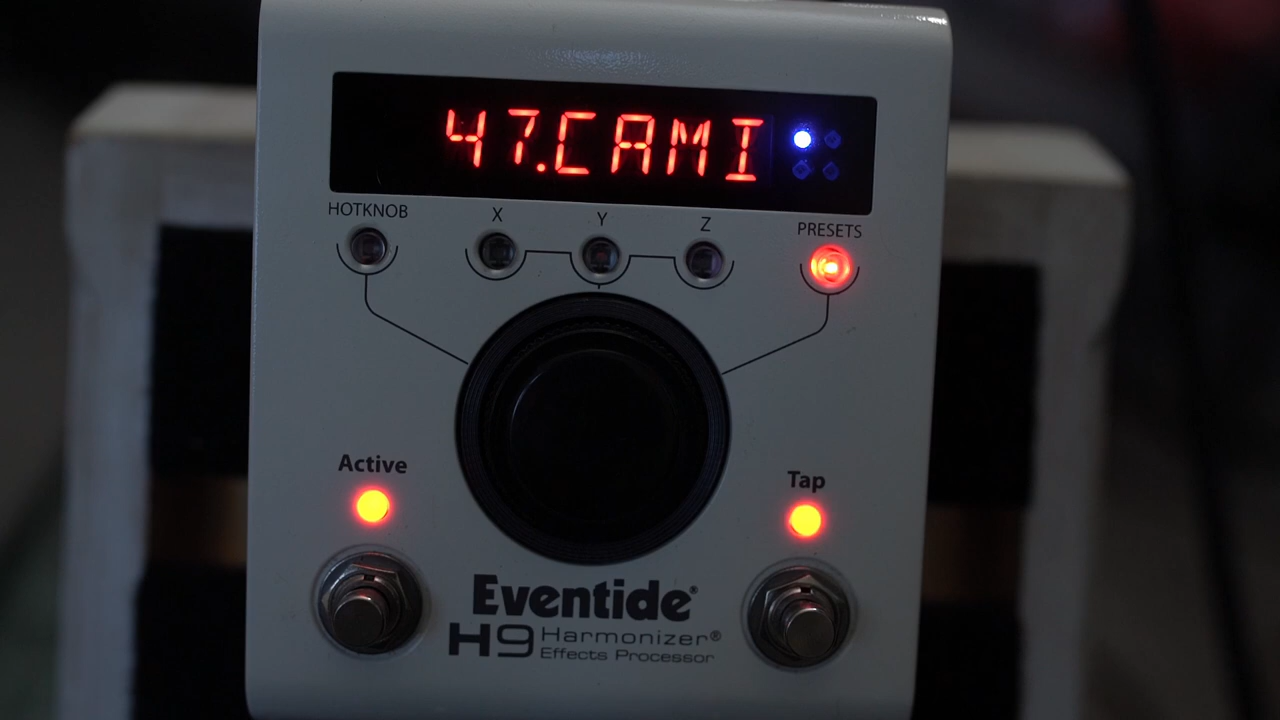 47.CAMI
HOTKNOB X Y Z PRESETS
Active Tap
Eventide®
H9 Harmonizer®
Effects Processor